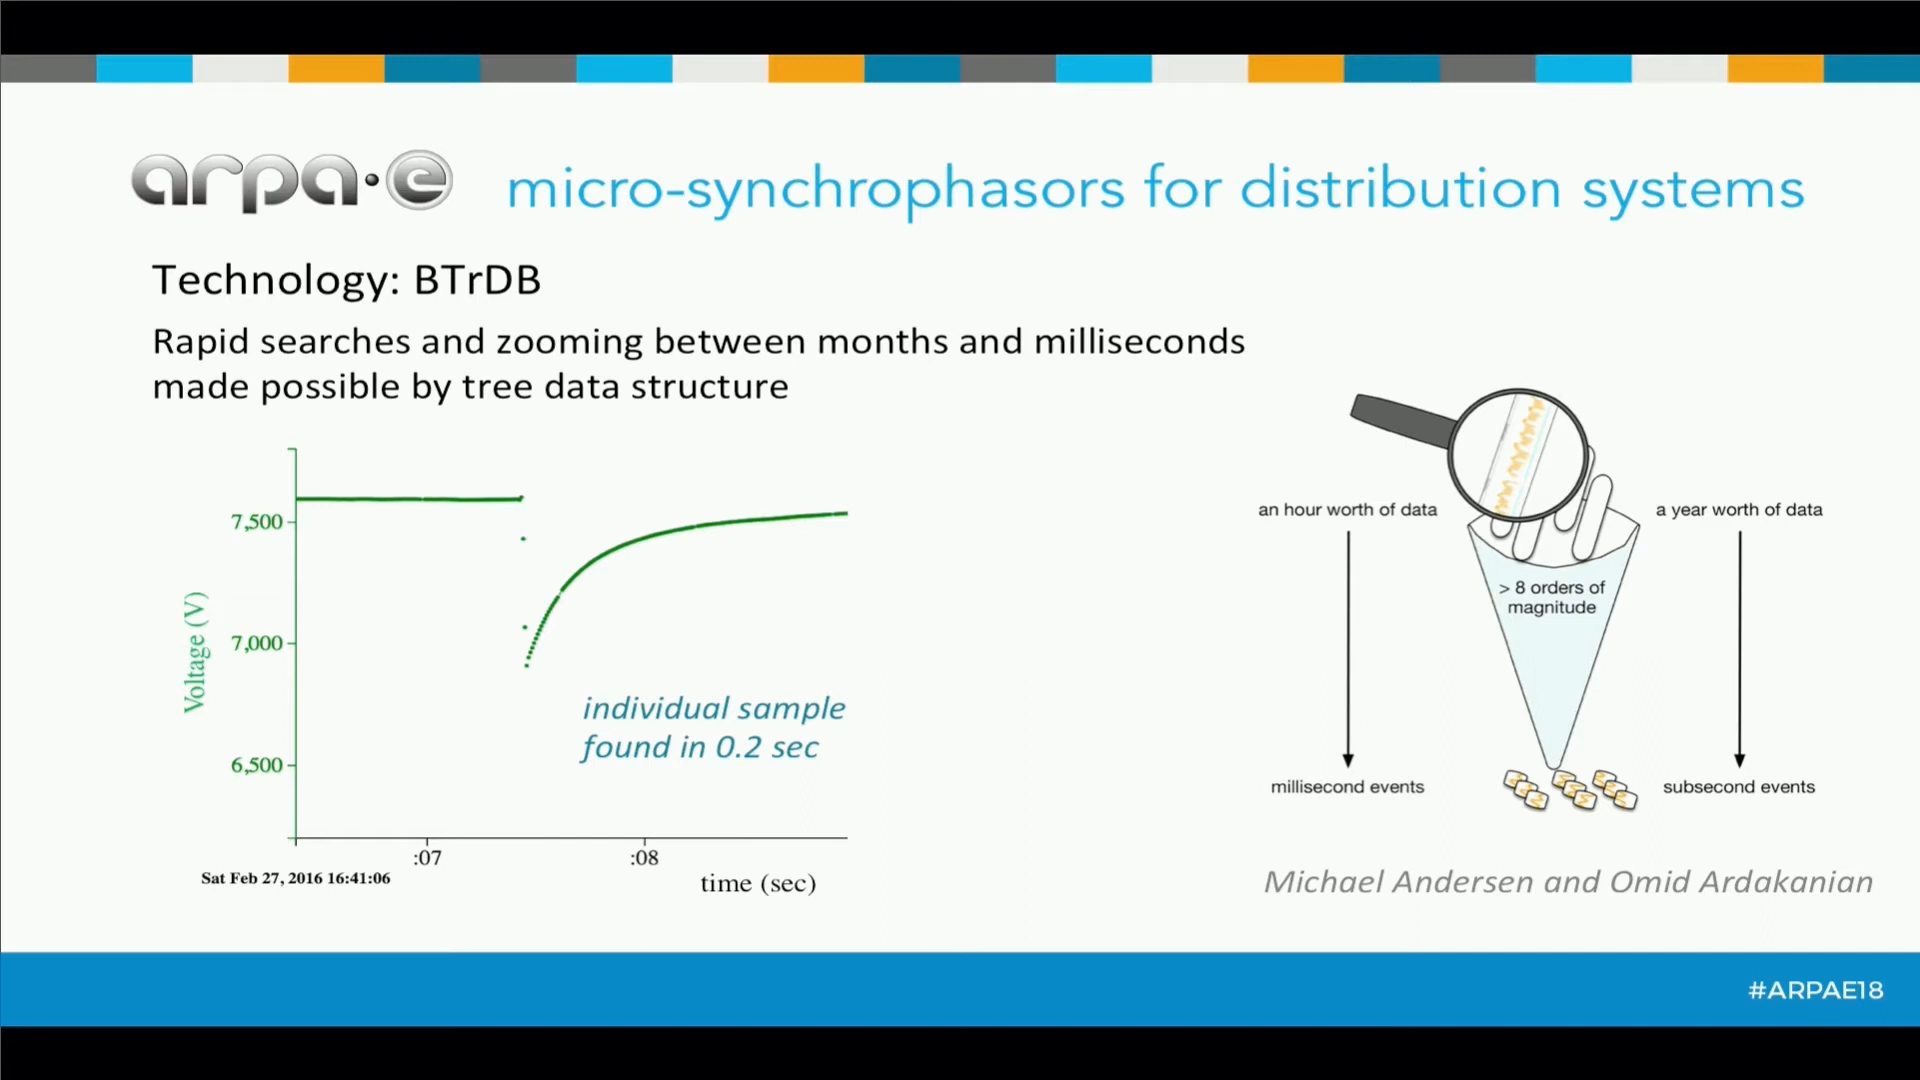 arpa·e
micro-synchrophasors for distribution systems
Technology: BTrDB
Rapid searches and zooming between months and milliseconds
made possible by tree data structure
Voltage (V)
7,500
7,000
6,500
individual sample
found in 0.2 sec
:07
:08
Sat Feb 27, 2016 16:41:06
time (sec)
an hour worth of data
a year worth of data
> 8 orders of
magnitude
millisecond events
subsecond events
Michael Andersen and Omid Ardakanian
#ARPAE18